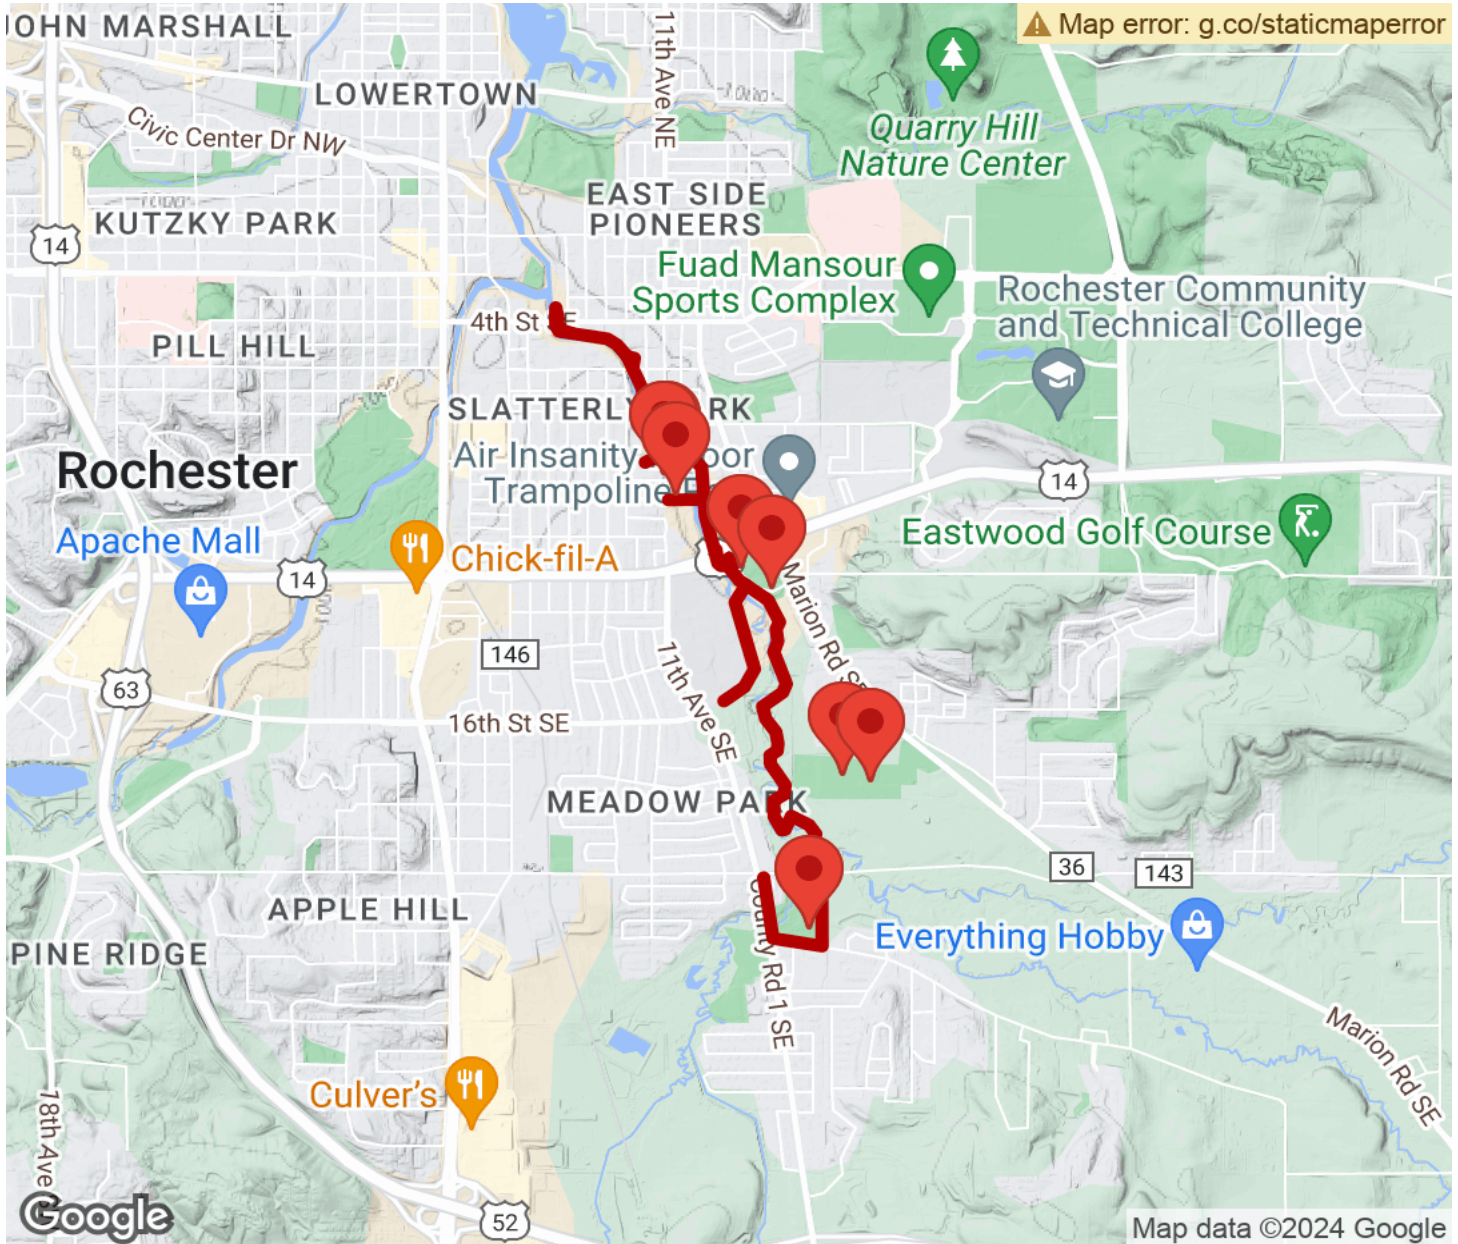 JOHN MARSHALL
Map error: g.co/staticmaperror
LOWERTOWN
11th Ave NE
Civic Center Dr NW
Quarry Hill
Nature Center
EAST SIDE
PIONEERS
KUTZKY PARK
14
Fuad Mansour
Sports Complex
Rochester Community
and Technical College
4th St
PILL HILL
Air Insanity
Trampoline
14
Rochester
Eastwood Golf Course
Apache Mall
Chick-fil-A
14
Marion Rd
146
63
11th Ave SE
16th St SE
MEADOW PARK
36
143
APPLE HILL
PINE RIDGE
Everything Hobby
County Rd 1 SE
Marion Rd SE
Culver's
18th Ave
52
Google
Map data ©2024 Google